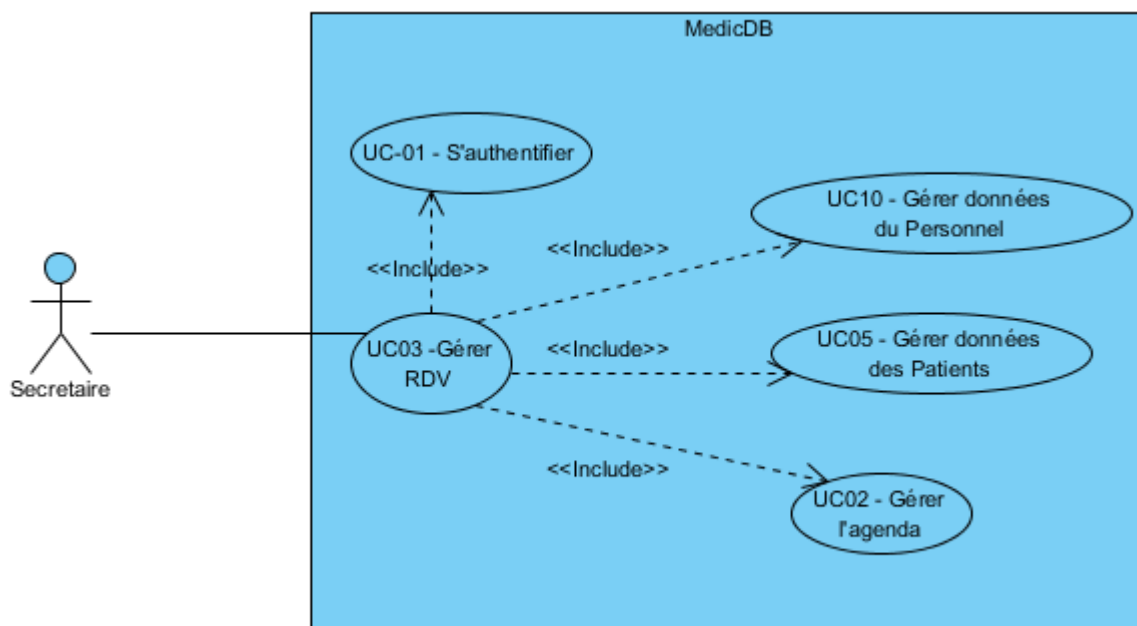 MedicDB
UC-01 - S'authentifier
UC10 - Gérer données
du Personnel
<<Include>>
<<Include>>
UC03 -Gérer
RDV
<<Include>>
UC05 - Gérer données
des Patients
Secretaire
<<Include>>
UC02 - Gérer
l'agenda